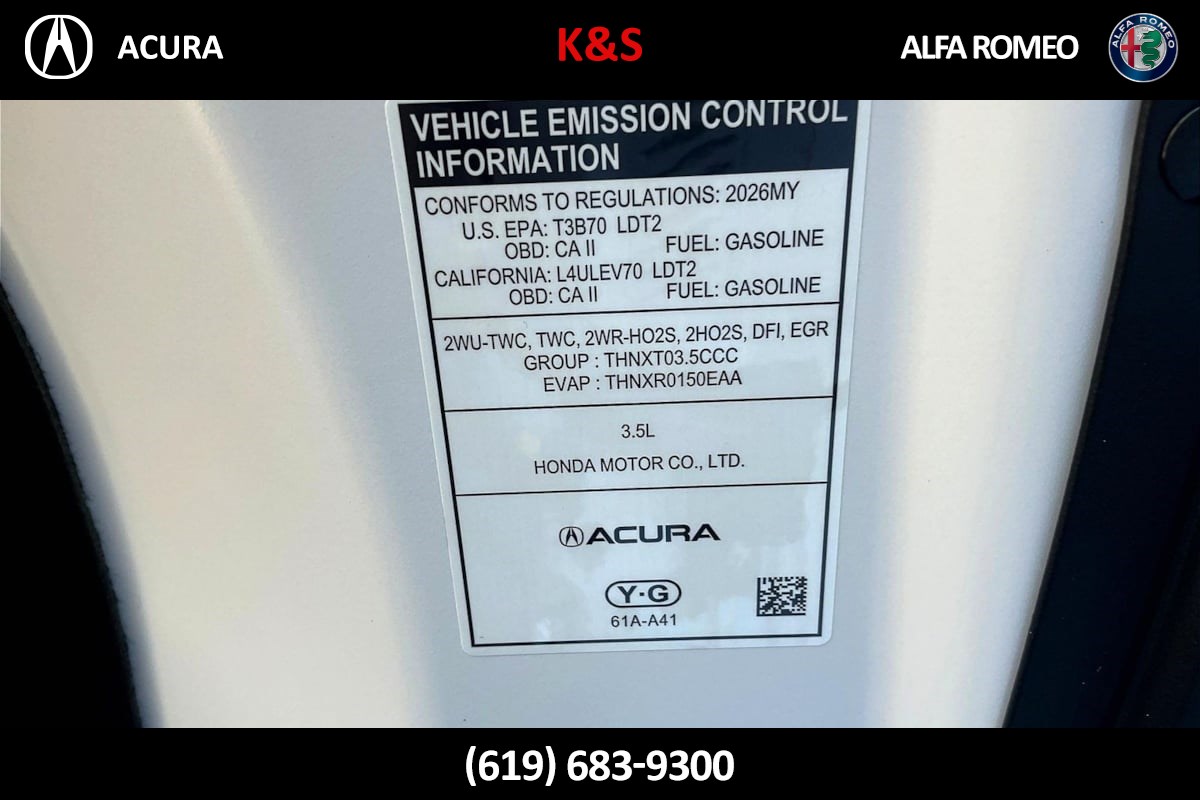 ACURA
K&S
ALFA ROMEO
ALFA ROMEO
VEHICLE EMISSION CONTROL
INFORMATION
CONFORMS TO REGULATIONS: 2026MY
U.S. EPA: T3B70 LDT2
OBD: CA II FUEL: GASOLINE
CALIFORNIA: L4ULEV70 LDT2
OBD: CA II FUEL: GASOLINE
2WU-TWC, TWC, 2WR-HO2S, 2HO2S, DFI, EGR
GROUP : THNXT03.5CCC
EVAP : THNXR0150EAA
3.5L
HONDA MOTOR CO., LTD.
ACURA
Y·G
61A-A41
(619) 683-9300